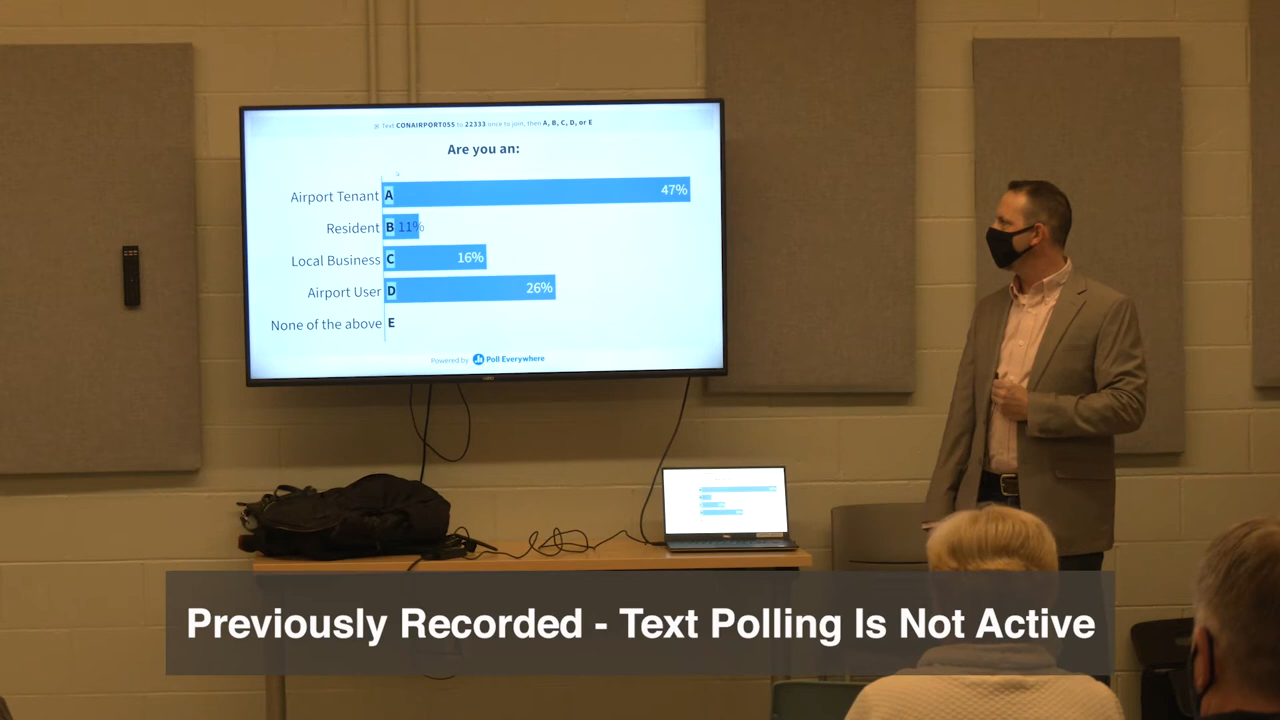 Text CONAIRPORT055 to 22333 once to join, then A, B, C, D, or E
Are you an:
Airport Tenant A 47%
Resident B 11%
Local Business C 16%
Airport User D 26%
None of the above E
Powered by Poll Everywhere
Previously Recorded - Text Polling Is Not Active